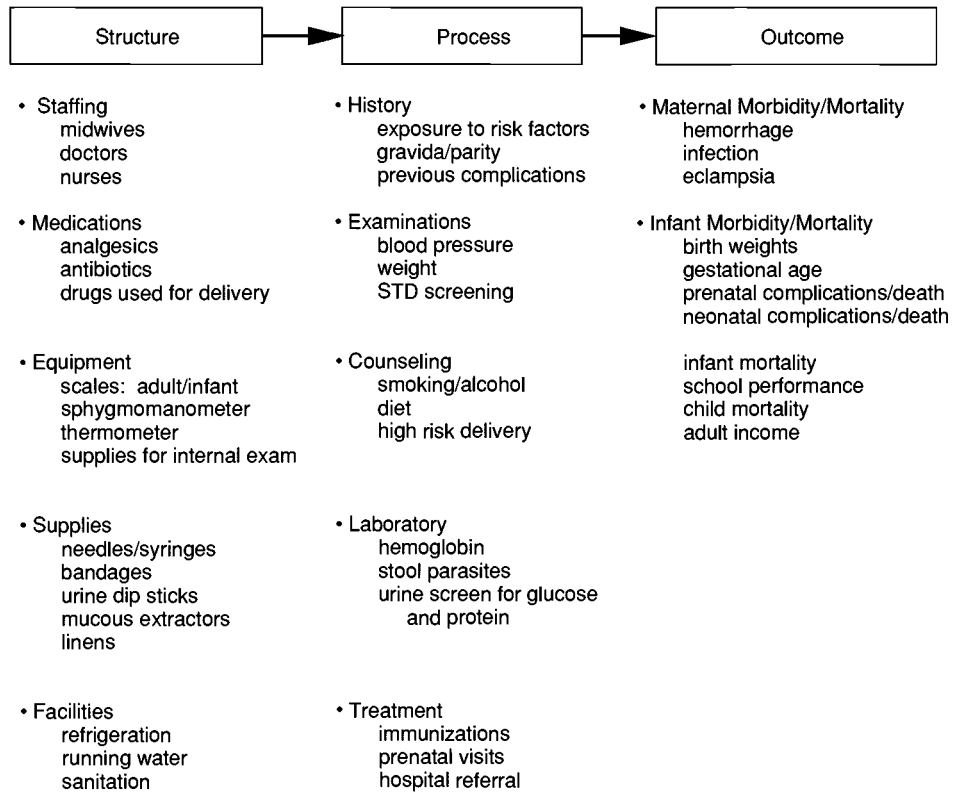 Structure
Process
Outcome
• Staffing
midwives
doctors
nurses
• Medications
analgesics
antibiotics
drugs used for delivery
• Equipment
scales: adult/infant
sphygmomanometer
thermometer
supplies for internal exam
• Supplies
needles/syringes
bandages
urine dip sticks
mucous extractors
linens
• Facilities
refrigeration
running water
sanitation
• History
exposure to risk factors
gravida/parity
previous complications
• Examinations
blood pressure
weight
STD screening
• Counseling
smoking/alcohol
diet
high risk delivery
• Laboratory
hemoglobin
stool parasites
urine screen for glucose
and protein
• Treatment
immunizations
prenatal visits
hospital referral
• Maternal Morbidity/Mortality
hemorrhage
infection
eclampsia
• Infant Morbidity/Mortality
birth weights
gestational age
prenatal complications/death
neonatal complications/death
infant mortality
school performance
child mortality
adult income